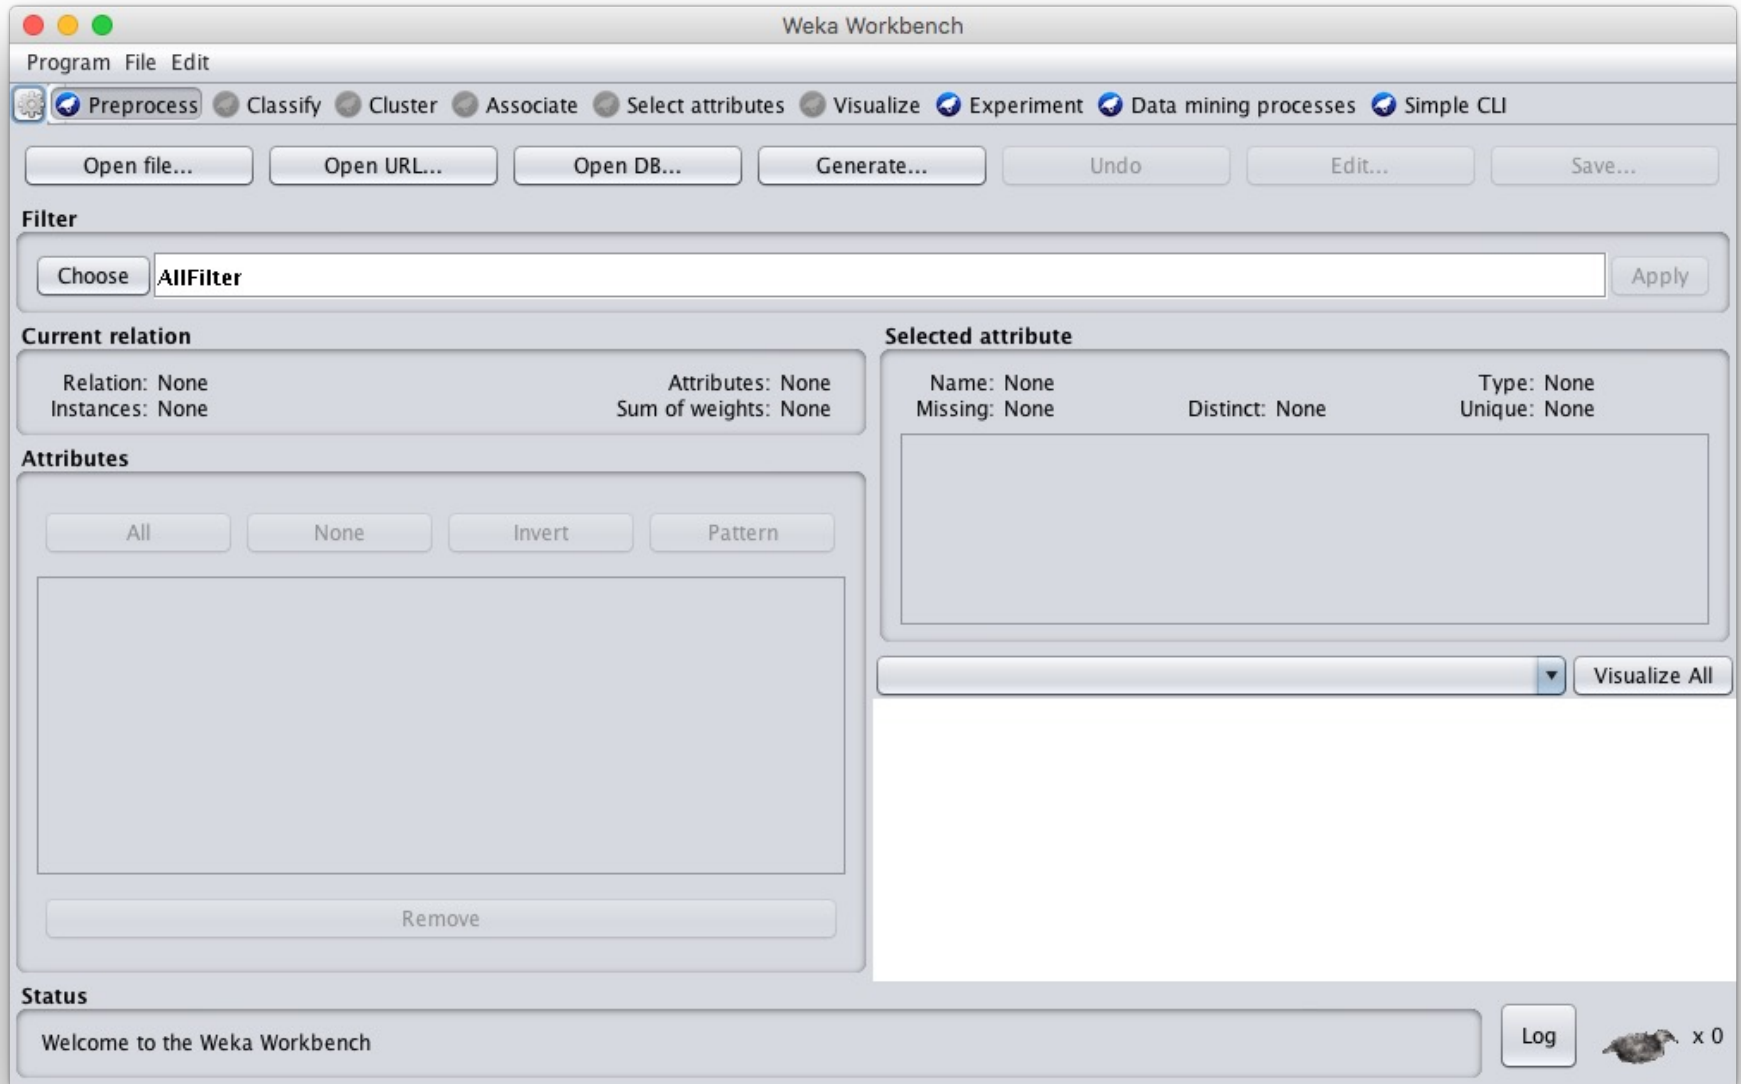 Weka Workbench
Program File Edit
Preprocess Classify Cluster Associate Select attributes Visualize Experiment Data mining processes Simple CLI
Open file... Open URL... Open DB... Generate... Undo Edit... Save...
Filter
Choose AllFilter Apply
Current relation
Relation: None Attributes: None
Instances: None Sum of weights: None
Selected attribute
Name: None Type: None
Missing: None Distinct: None Unique: None
Attributes
All None Invert Pattern
Remove
Visualize All
Status
Welcome to the Weka Workbench
Log x 0